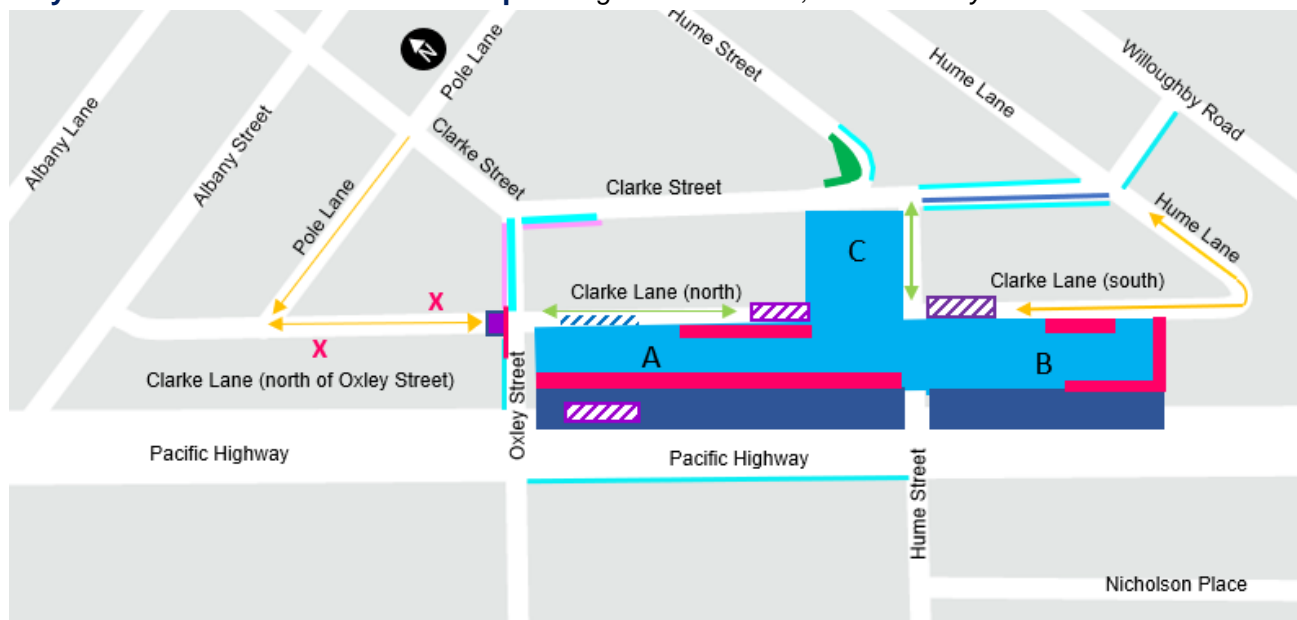 Hume Street
Hume Lane
Willoughby Road
N
Pole Lane
Albany Lane
Albany Street
Clarke Street
Clarke Street
Pole Lane
C
Hume Lane
Clarke Lane (north)
Clarke Lane (south)
X
X
A
B
Clarke Lane (north of Oxley Street)
Oxley Street
Pacific Highway
Pacific Highway
Hume Street
Nicholson Place